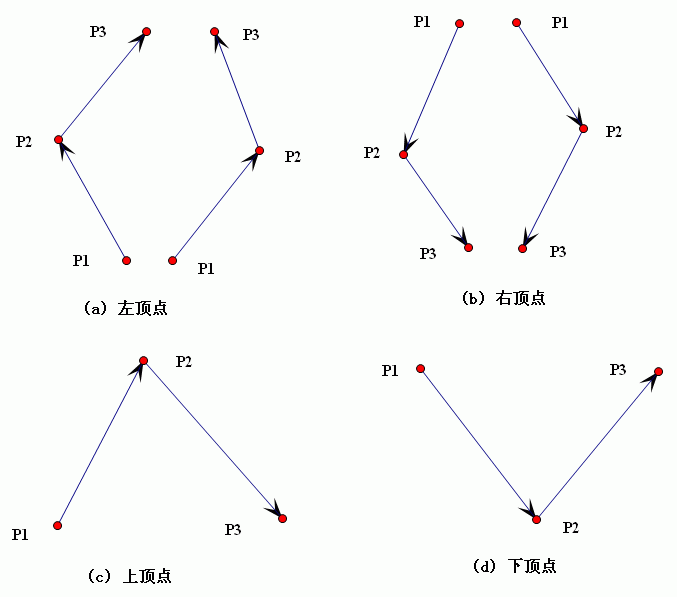 P3 P3
P2 P2
P1 P1
(a) 左顶点
P1 P1
P2 P2
P3 P3
(b) 右顶点
P2
P1 P3
(c) 上顶点
P1 P3
P2
(d) 下顶点